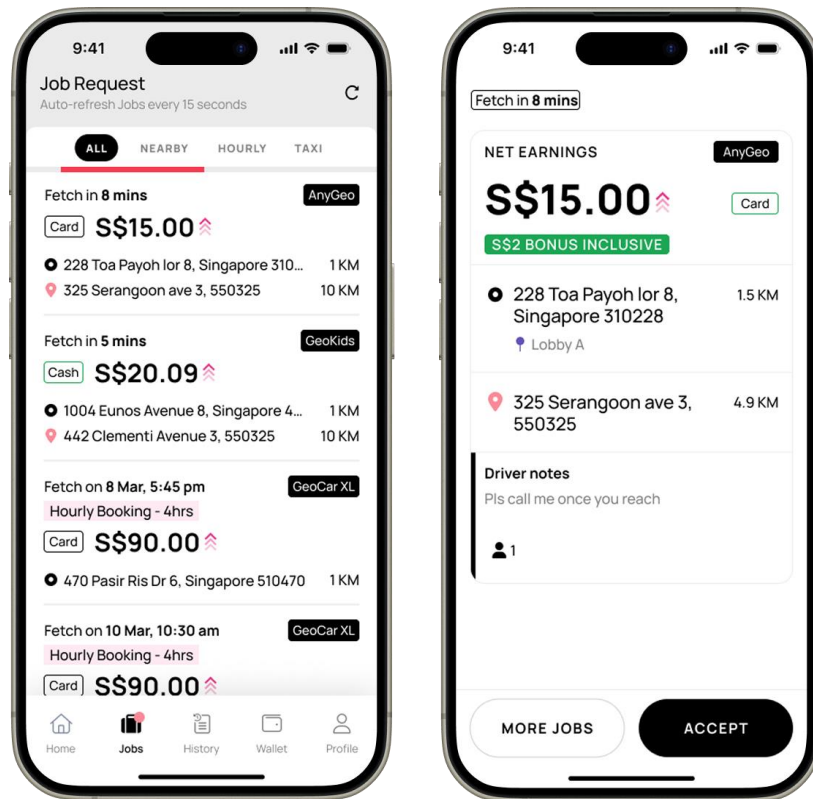 9:41
Job Request
Auto-refresh Jobs every 15 seconds
ALL NEARBY HOURLY TAXI
Fetch in 8 mins AnyGeo
Card S$15.00
228 Toa Payoh lor 8, Singapore 310... 1 KM
325 Serangoon ave 3, 550325 10 KM
Fetch in 5 mins GeoKids
Cash S$20.09
1004 Eunos Avenue 8, Singapore 4... 1 KM
442 Clementi Avenue 3, 550325 10 KM
Fetch on 8 Mar, 5:45 pm GeoCar XL
Hourly Booking - 4hrs
Card S$90.00
470 Pasir Ris Dr 6, Singapore 510470 1 KM
Fetch on 10 Mar, 10:30 am GeoCar XL
Hourly Booking - 4hrs
Card S$90.00
Home Jobs History Wallet Profile
9:41
Fetch in 8 mins
NET EARNINGS AnyGeo
S$15.00 Card
S$2 BONUS INCLUSIVE
228 Toa Payoh lor 8, 1.5 KM
Singapore 310228
Lobby A
325 Serangoon ave 3, 4.9 KM
550325
Driver notes
Pls call me once you reach
1
MORE JOBS ACCEPT